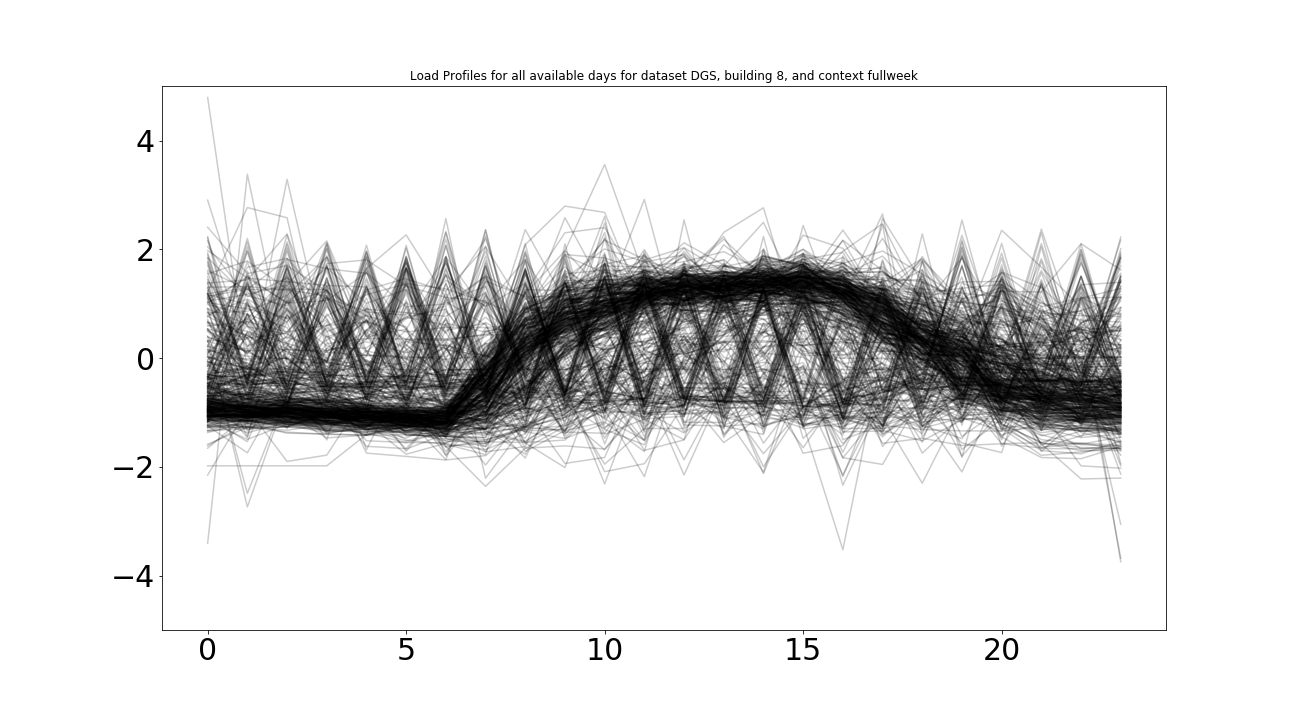 Load Profiles for all available days for dataset DGS, building 8, and context fullweek
4
2
0
−2
−4
0 5 10 15 20